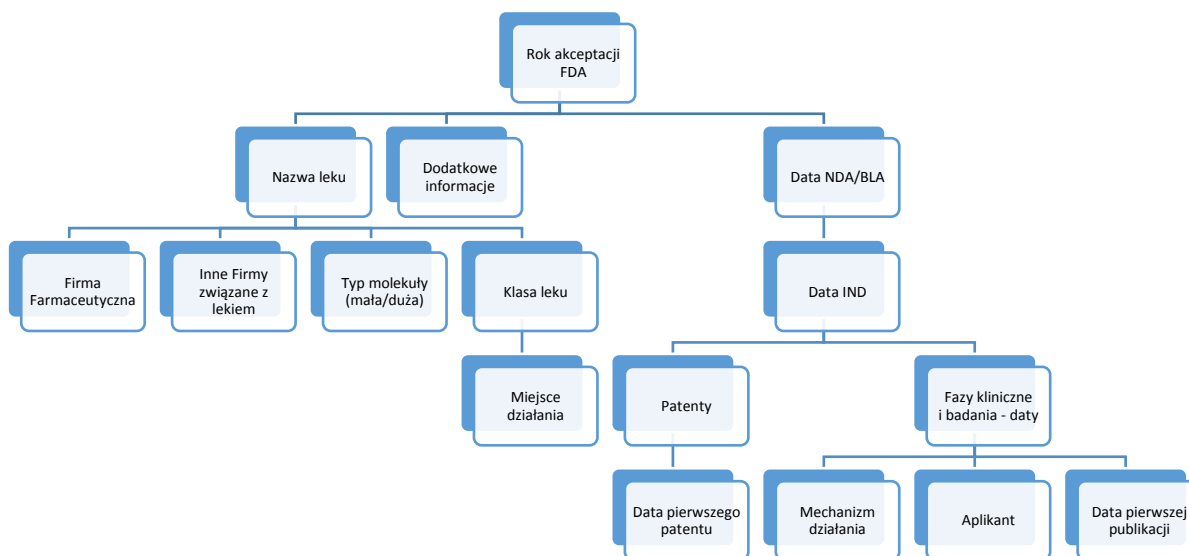 Rok akceptacji
FDA
Nazwa leku
Dodatkowe
informacje
Data NDA/BLA
Firma
Farmaceutyczna
Inne Firmy
związane z
lekiem
Typ molekuły
(mała/duża)
Klasa leku
Data IND
Miejsce
działania
Patenty
Fazy kliniczne
i badania - daty
Data pierwszego
patentu
Mechanizm
działania
Aplikant
Data pierwszej
publikacji